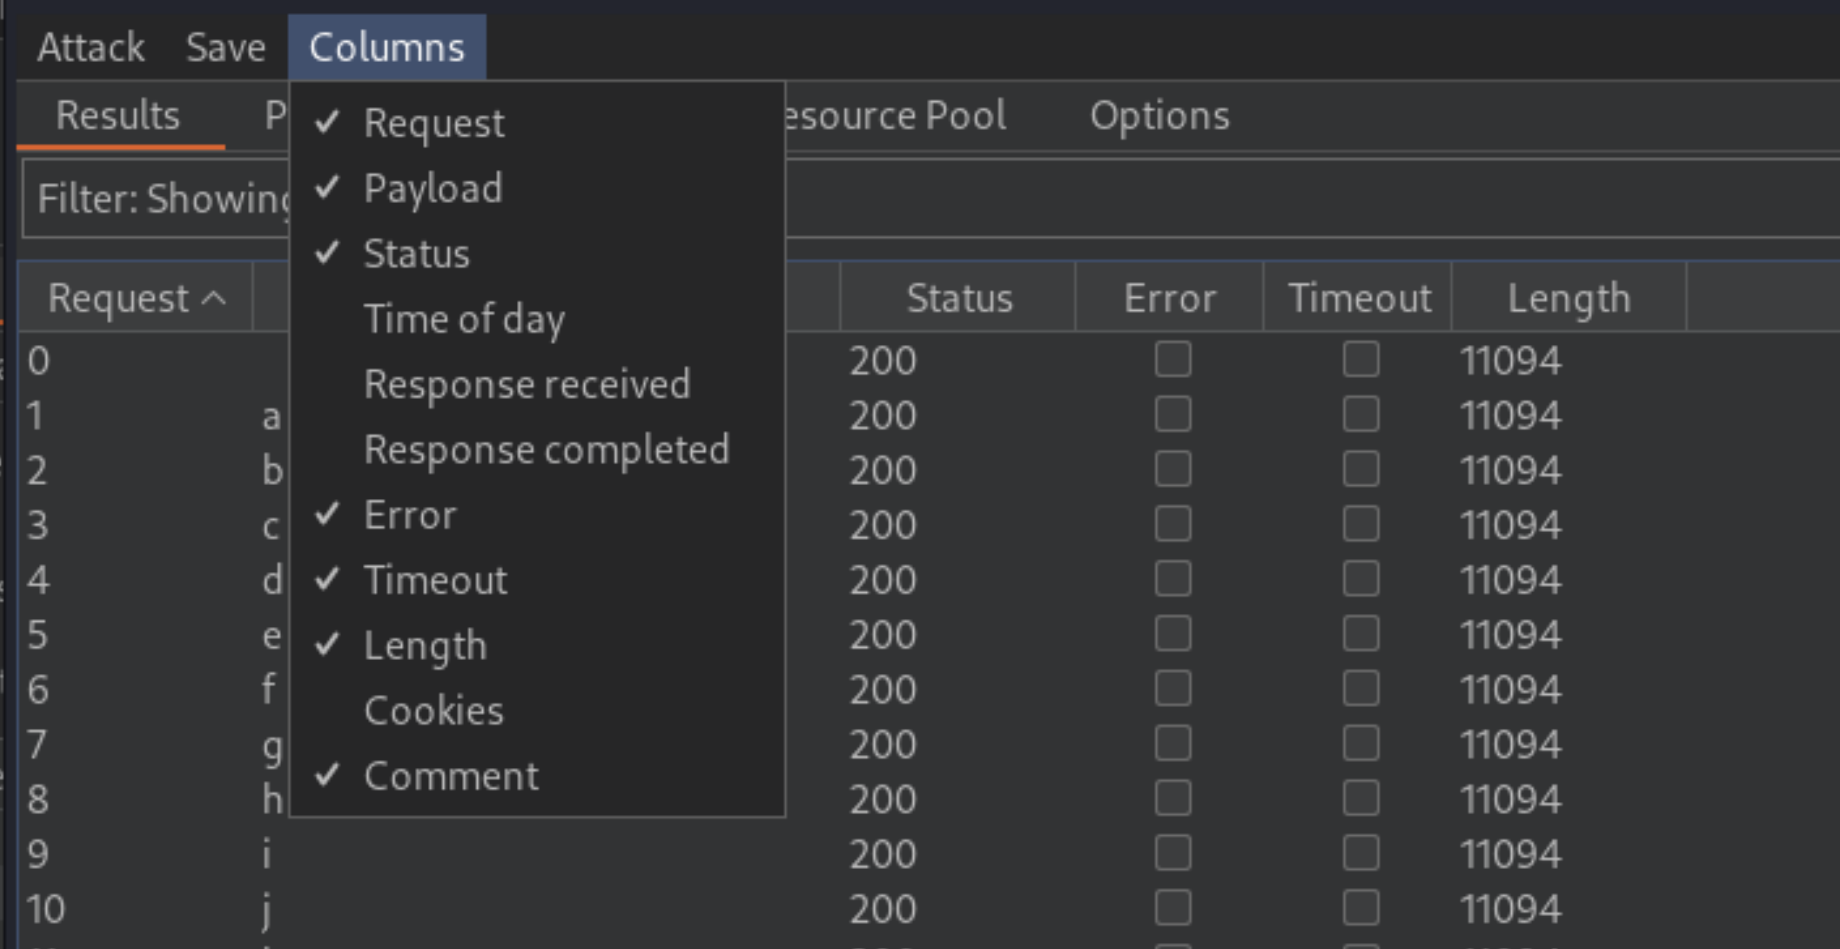 Attack Save Columns
Results P esource Pool Options
Filter: Showing
Request
Payload
Status
Time of day
Response received
Response completed
Error
Timeout
Length
Cookies
Comment
Request Status Error Timeout Length
0 200 11094
1 a 200 11094
2 b 200 11094
3 c 200 11094
4 d 200 11094
5 e 200 11094
6 f 200 11094
7 g 200 11094
8 h 200 11094
9 i 200 11094
10 j 200 11094